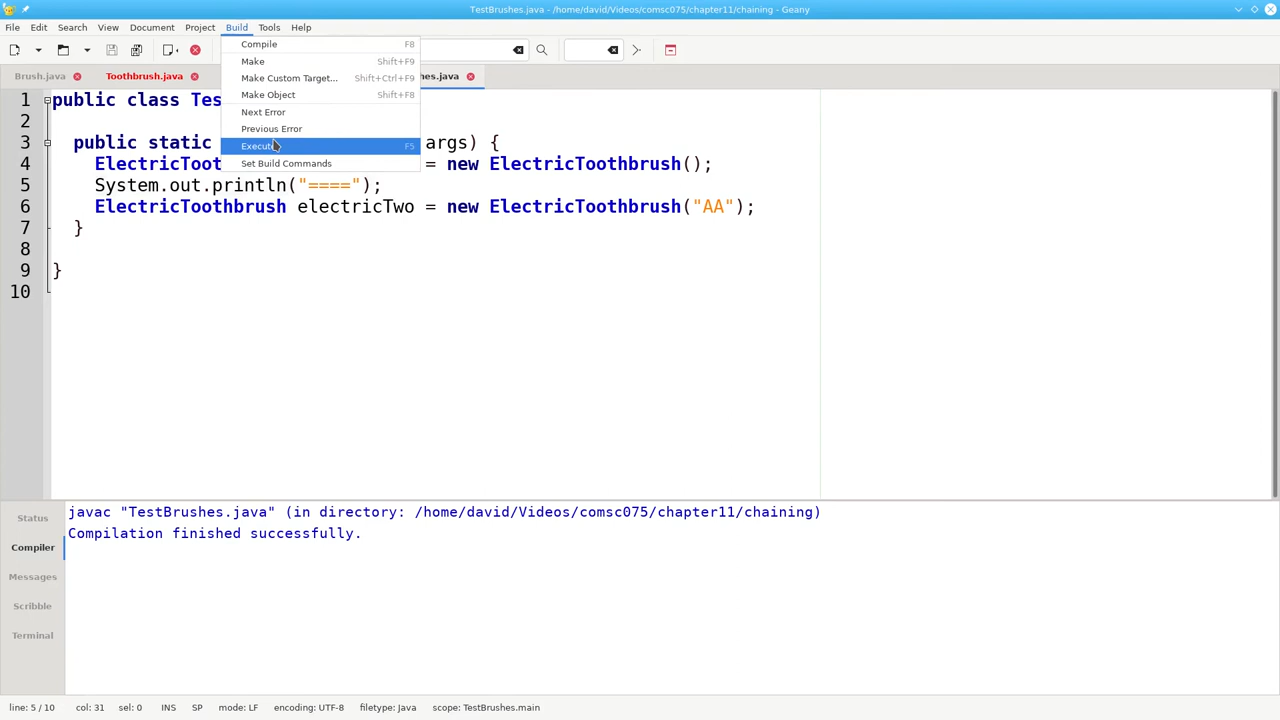 TestBrushes.java - /home/david/Videos/comsc075/chapter11/chaining - Geany
File Edit Search View Document Project Build Tools Help
Compile F8
Make Shift+F9
Make Custom Target... Shift+Ctrl+F9
Make Object Shift+F8
Next Error
Previous Error
Execute F5
Set Build Commands
Brush.java Toothbrush.java hes.java
1 public class Tes
2
3 public static args) {
4 ElectricToot = new ElectricToothbrush();
5 System.out.println("====");
6 ElectricToothbrush electricTwo = new ElectricToothbrush("AA");
7 }
8
9 }
10
Status
Compiler
Messages
Scribble
Terminal
javac "TestBrushes.java" (in directory: /home/david/Videos/comsc075/chapter11/chaining)
Compilation finished successfully.
line: 5 / 10 col: 31 sel: 0 INS SP mode: LF encoding: UTF-8 filetype: Java scope: TestBrushes.main